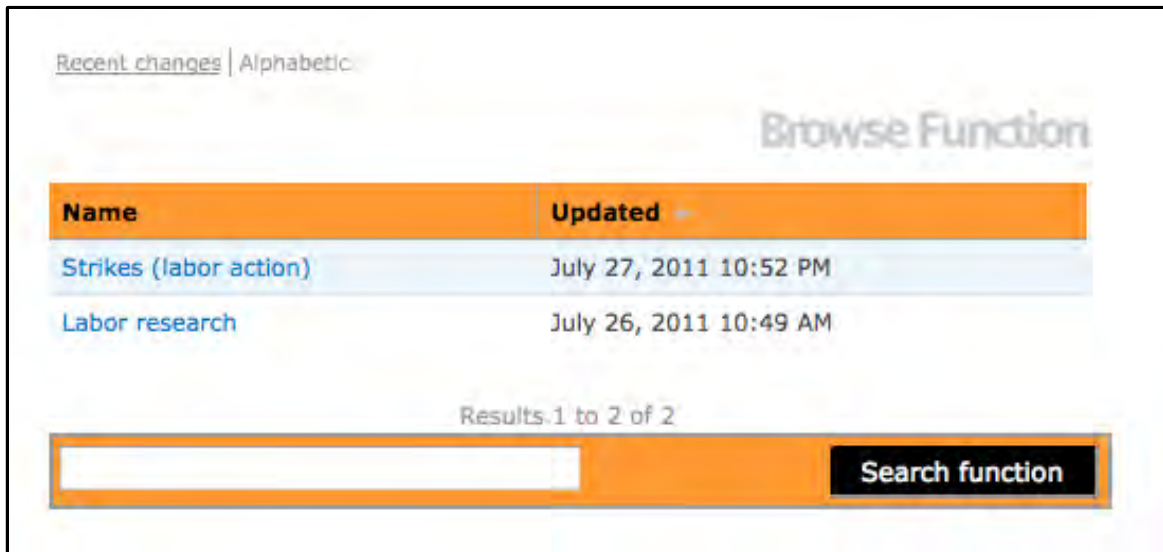 Recent changes | Alphabetic
Browse Function
Name Updated
Strikes (labor action) July 27, 2011 10:52 PM
Labor research July 26, 2011 10:49 AM
Results 1 to 2 of 2
Search function